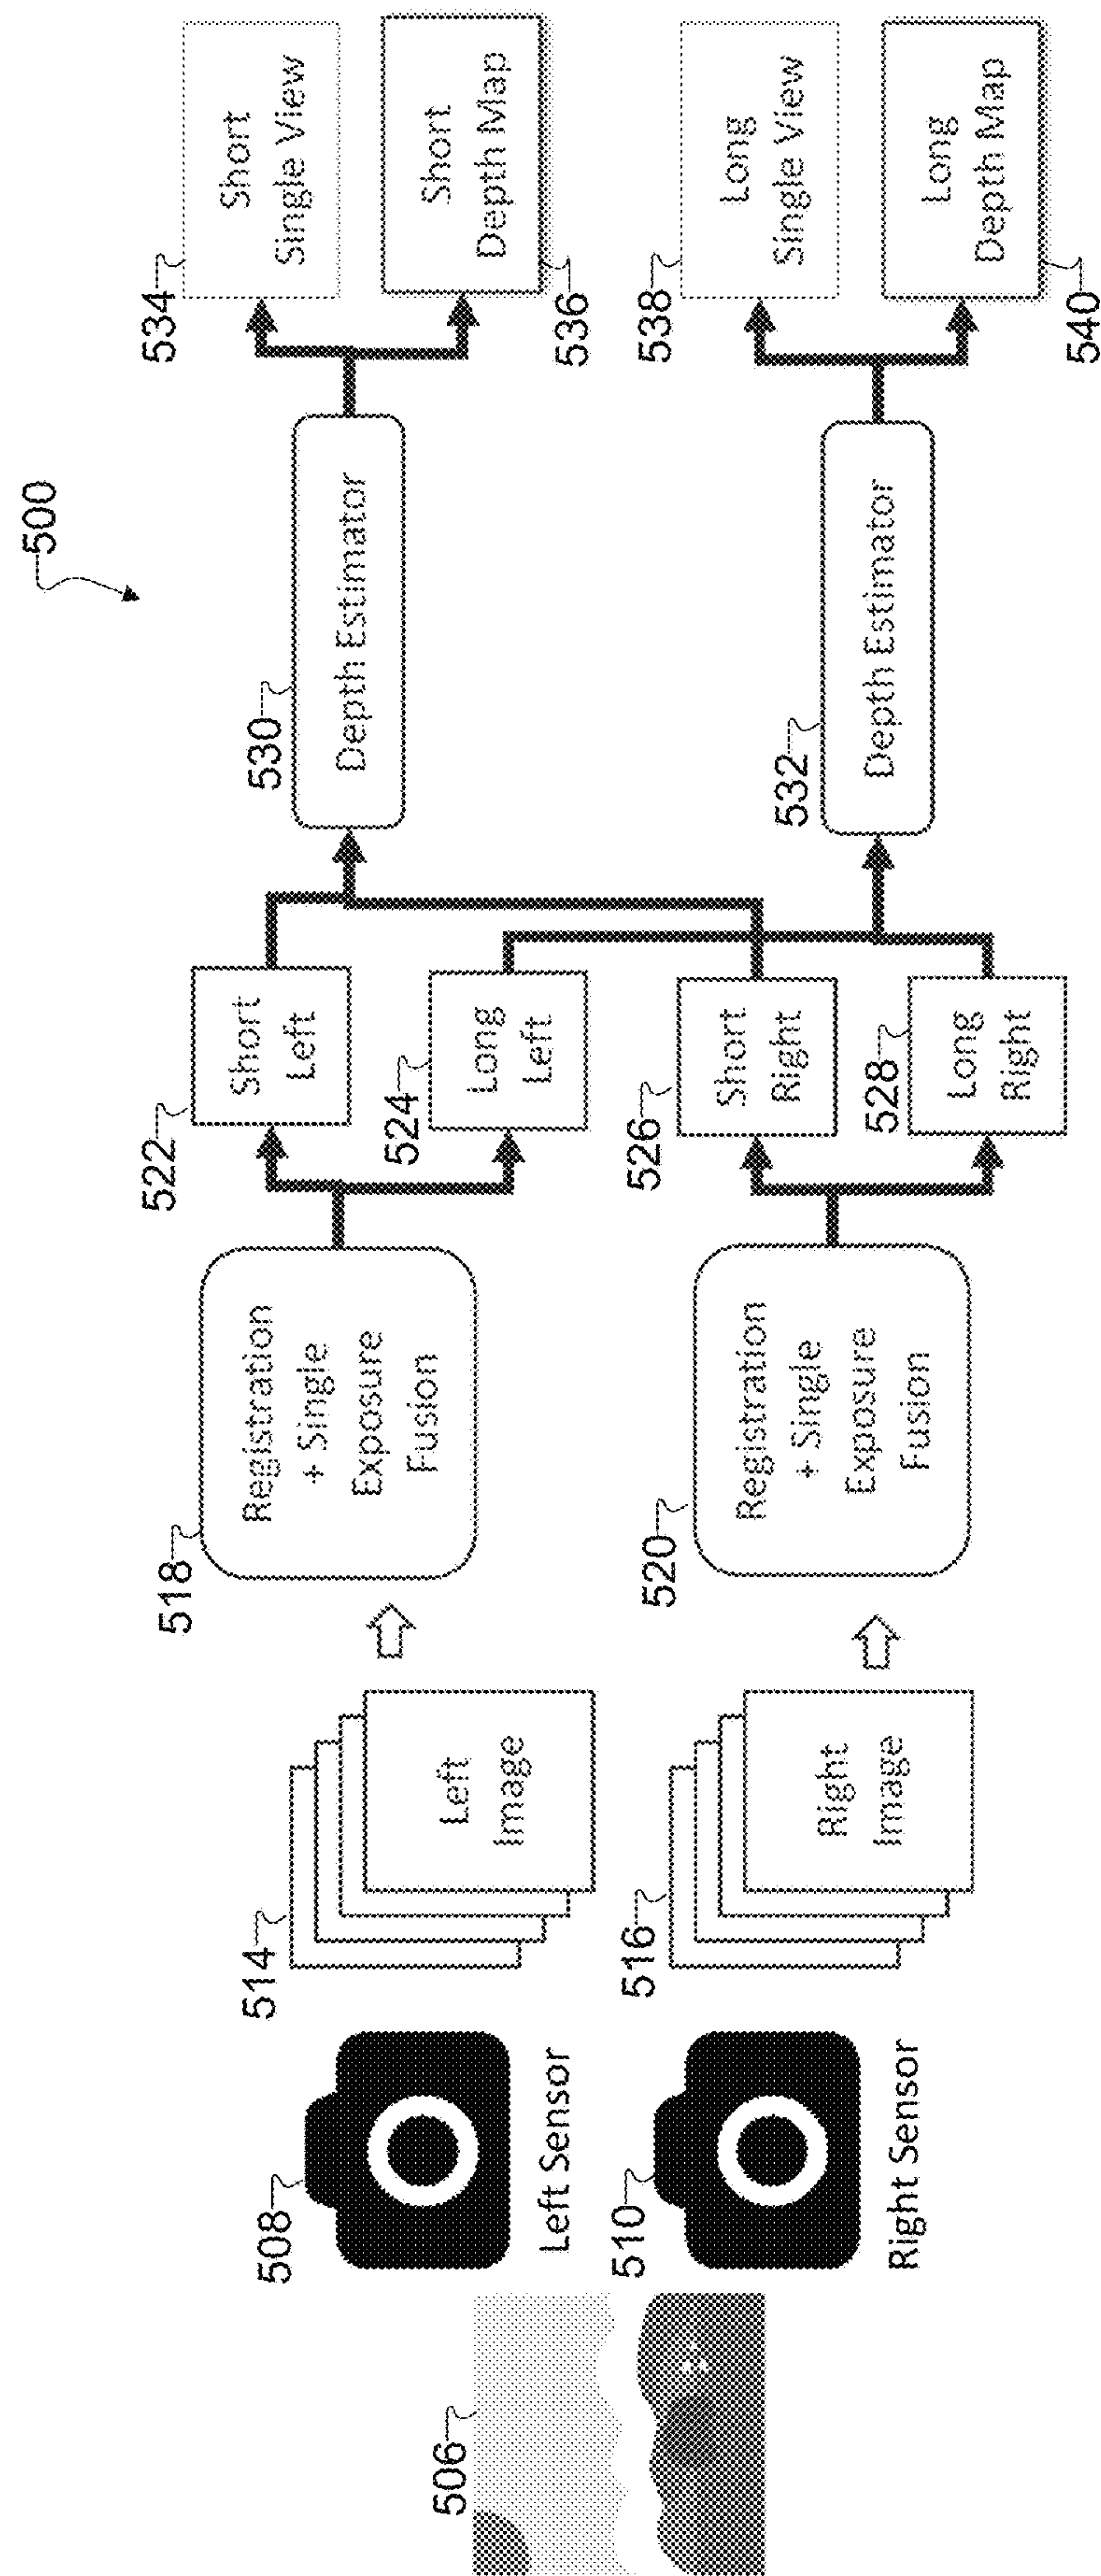 500
506
508
Left Sensor
510
Right Sensor
514
Left
Image
516
Right
Image
518
Registration
+ Single
Exposure
Fusion
520
Registration
+ Single
Exposure
Fusion
522
Short
Left
524
Long
Left
526
Short
Right
528
Long
Right
530
Depth Estimator
532
Depth Estimator
534
Short
Single View
536
Short
Depth Map
538
Long
Single View
540
Long
Depth Map